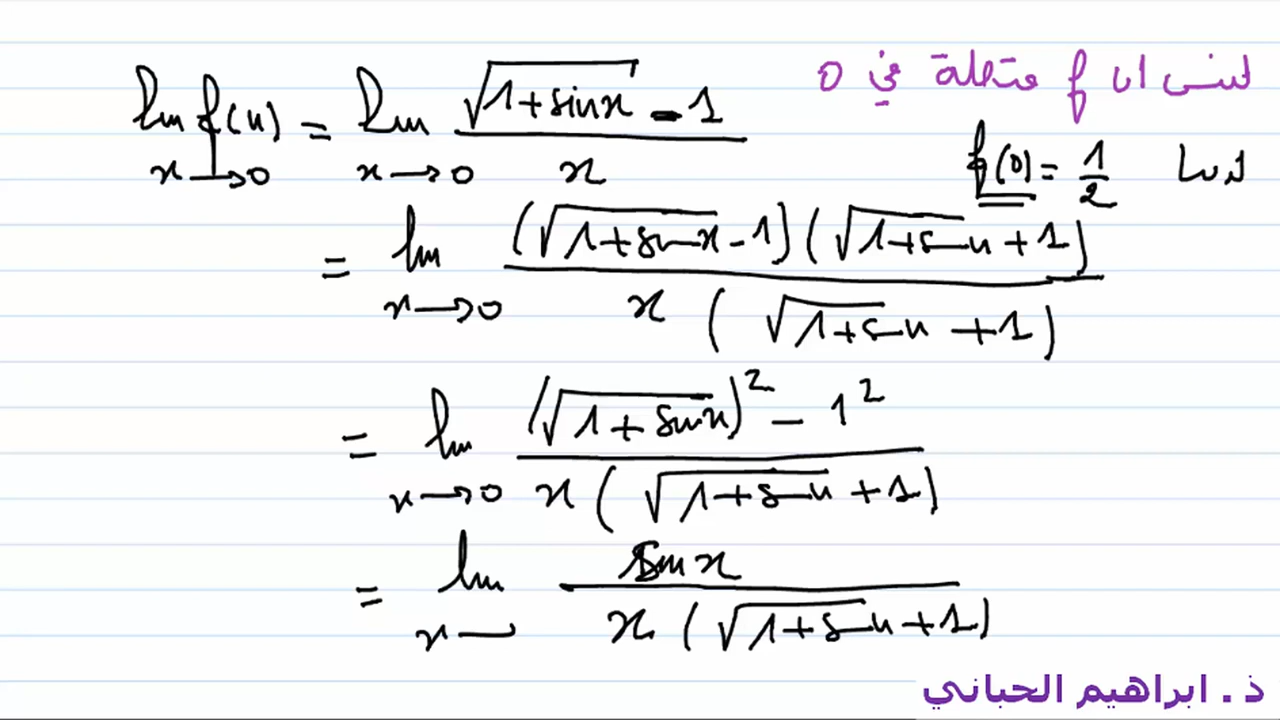 لنبين ان f متصلة في 0
لدينا f(0) = 1/2
lim f(x) = lim (√(1+sinx) - 1) / x
x→0 x→0
= lim ((√(1+sinx) - 1)(√(1+sinx) + 1)) / (x(√(1+sinx) + 1))
x→0
= lim ((√(1+sinx))² - 1²) / (x(√(1+sinx) + 1))
x→0
= lim sinx / (x(√(1+sinx) + 1))
x→
ذ . ابراهيم الحباني